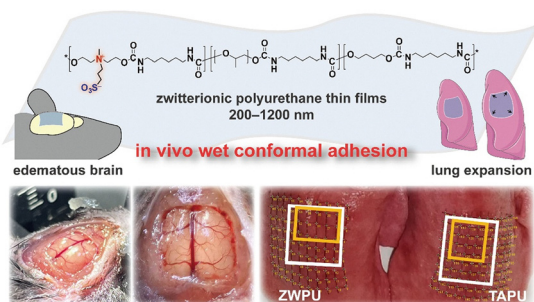 zwitterionic polyurethane thin films
200–1200 nm
in vivo wet conformal adhesion
edematous brain
lung expansion
ZWPU
TAPU